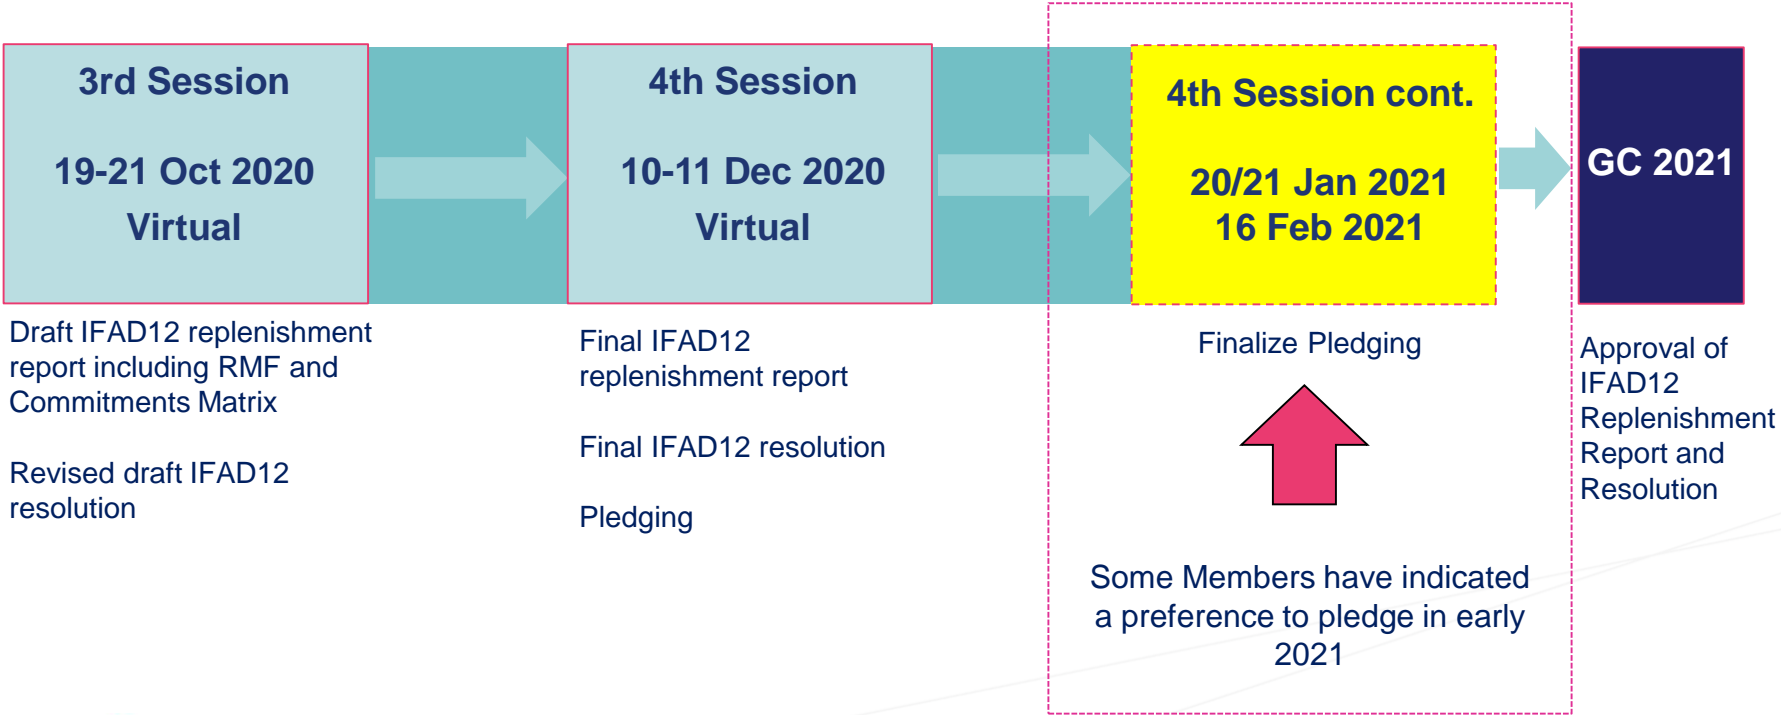 3rd Session
19-21 Oct 2020
Virtual
Draft IFAD12 replenishment
report including RMF and
Commitments Matrix
Revised draft IFAD12
resolution
4th Session
10-11 Dec 2020
Virtual
Final IFAD12
replenishment report
Final IFAD12 resolution
Pledging
4th Session cont.
20/21 Jan 2021
16 Feb 2021
Finalize Pledging
Some Members have indicated
a preference to pledge in early
2021
GC 2021
Approval of
IFAD12
Replenishment
Report and
Resolution